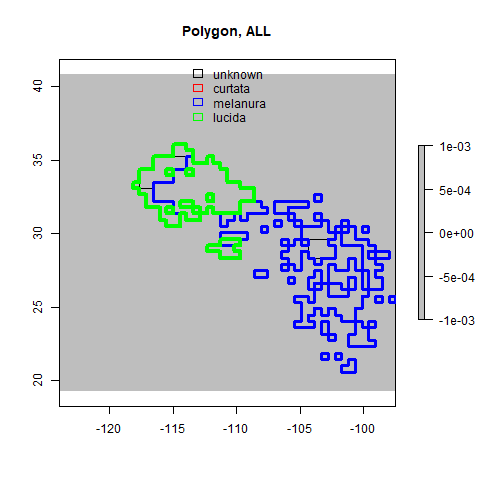 Polygon, ALL
unknown
curtata
melanura
lucida
40
35
30
25
20
-120
-115
-110
-105
-100
1e-03
5e-04
0e+00
-5e-04
-1e-03